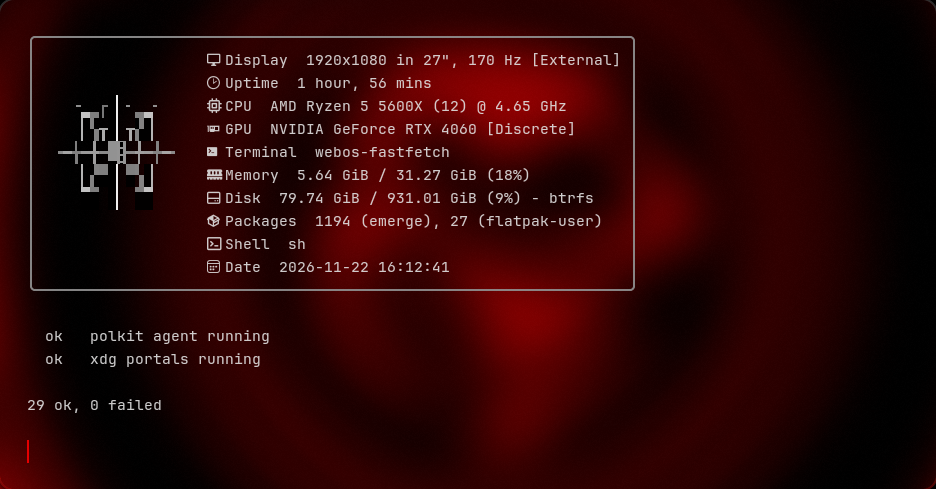 Display  1920x1080 in 27", 170 Hz [External]
Uptime  1 hour, 56 mins
CPU  AMD Ryzen 5 5600X (12) @ 4.65 GHz
GPU  NVIDIA GeForce RTX 4060 [Discrete]
Terminal  webos-fastfetch
Memory  5.64 GiB / 31.27 GiB (18%)
Disk  79.74 GiB / 931.01 GiB (9%) - btrfs
Packages  1194 (emerge), 27 (flatpak-user)
Shell  sh
Date  2026-11-22 16:12:41
ok   polkit agent running
ok   xdg portals running
29 ok, 0 failed